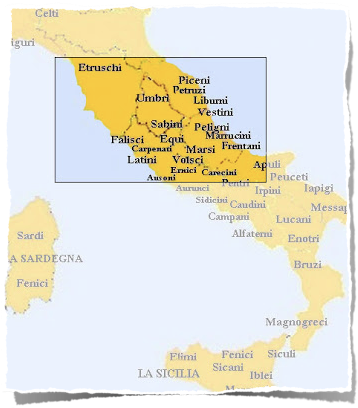 Celti
iguri
Etruschi
Piceni
Petruzi
Umbri
Liburni
Vestini
Sabini
Peligni
Marrucini
Falisci
Equi
Frentani
Carpenati
Marsi
Latini
Volsci
Apuli
Ernici
Carecini
Ausoni
Peuceti
Pentri
Aurunci
Irpini
Iapigi
Sidicini
Caudini
Messap
Campani
Lucani
Alfaterni
Enotri
Sardi
LA SARDEGNA
Bruzi
Fenici
Magnogreci
Elimi
Fenici
Siculi
Sicani
LA SICILIA
Iblei